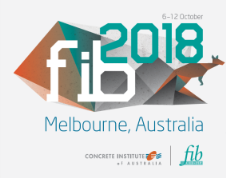 6-12 October
2018
fib
Melbourne, Australia
CONCRETE INSTITUTE
of AUSTRALIA
fib